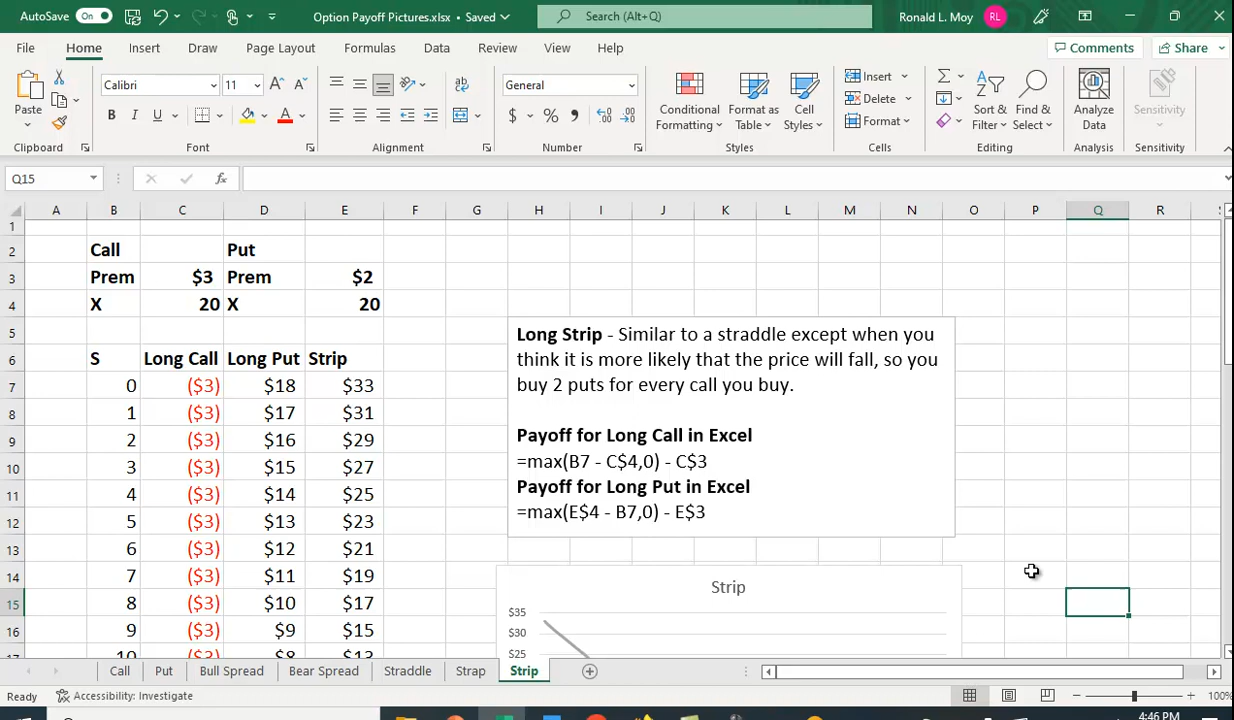 AutoSave On Option Payoff Pictures.xlsx • Saved Search (Alt+Q) Ronald L. Moy RL
File Home Insert Draw Page Layout Formulas Data Review View Help Comments Share
Paste Calibri 11 A A ab General Conditional Formatting Format as Table Cell Styles Insert Delete Format Sort & Filter Find & Select Analyze Data Sensitivity
B I U A $ % 9
Clipboard Font Alignment Number Styles Cells Editing Analysis Sensitivity
Q15 fx
A B C D E F G H I J K L M N O P Q R
1
2 Call Put
3 Prem $3 Prem $2
4 X 20 X 20
5
6 S Long Call Long Put Strip
7 0 ($3) $18 $33
8 1 ($3) $17 $31
9 2 ($3) $16 $29
10 3 ($3) $15 $27
11 4 ($3) $14 $25
12 5 ($3) $13 $23
13 6 ($3) $12 $21
14 7 ($3) $11 $19
15 8 ($3) $10 $17
16 9 ($3) $9 $15
17 10 ($3) $8 $13
Long Strip - Similar to a straddle except when you
think it is more likely that the price will fall, so you
buy 2 puts for every call you buy.
Payoff for Long Call in Excel
=max(B7 - C$4,0) - C$3
Payoff for Long Put in Excel
=max(E$4 - B7,0) - E$3
Strip
$35
$30
$25
Call Put Bull Spread Bear Spread Straddle Strap Strip
Ready Accessibility: Investigate 100%
4:46 PM